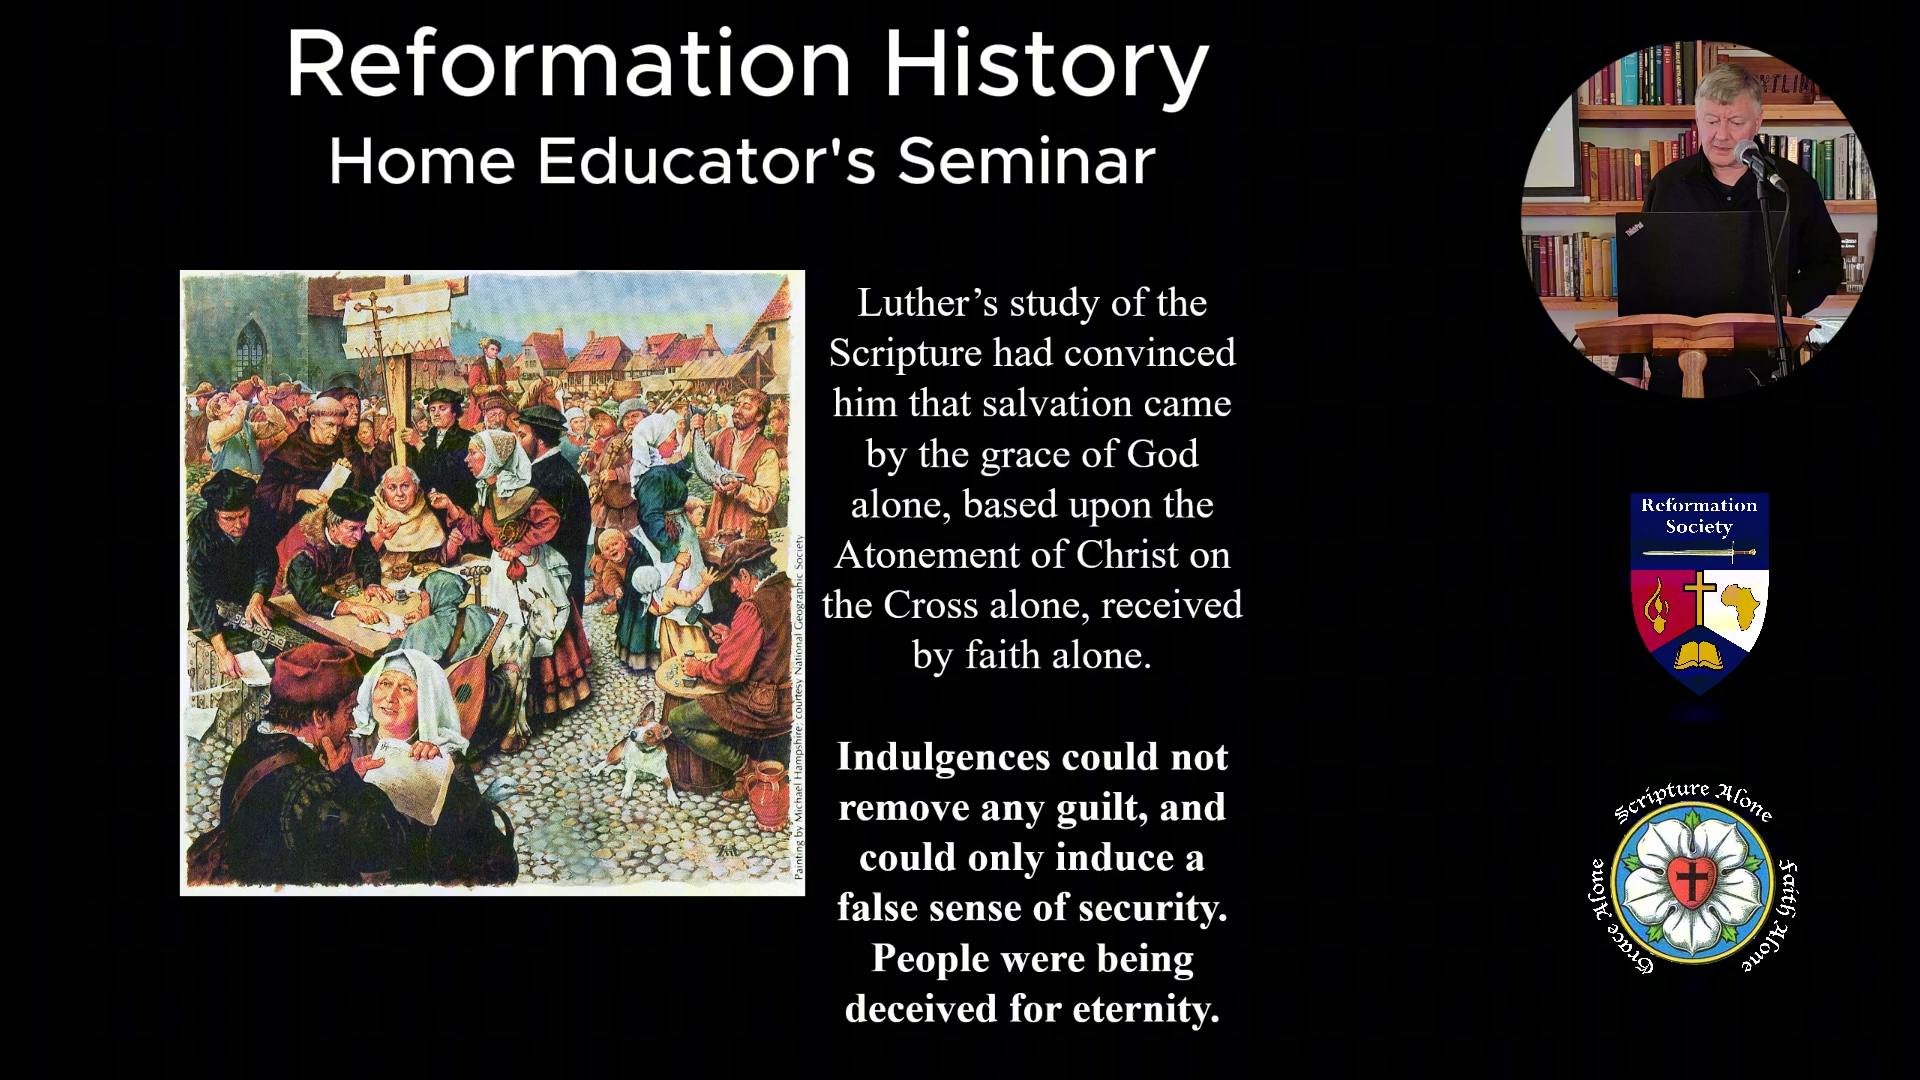 Reformation History
Home Educator's Seminar
Luther’s study of the
Scripture had convinced
him that salvation came
by the grace of God
alone, based upon the
Atonement of Christ on
the Cross alone, received
by faith alone.
Indulgences could not
remove any guilt, and
could only induce a
false sense of security.
People were being
deceived for eternity.
Painting by Michael Hampshire; courtesy National Geographic Society
ThinkPad
Reformation
Society
Scripture Alone
Grace Alone
Faith Alone